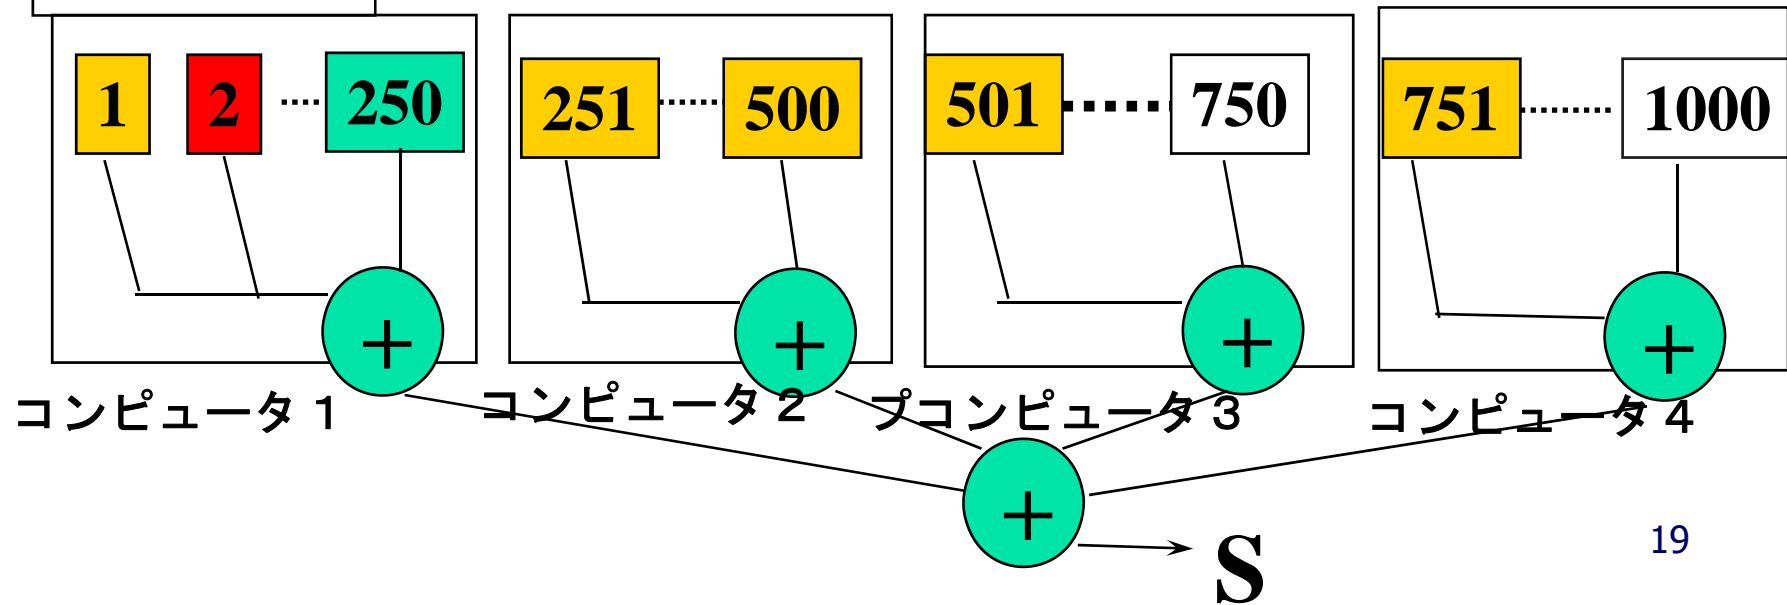 1 2 250 251 500 501 750 751 1000
+ + + +
コンピュータ1 コンピュータ2 プコンピュータ3 コンピュータ4
+
S
19